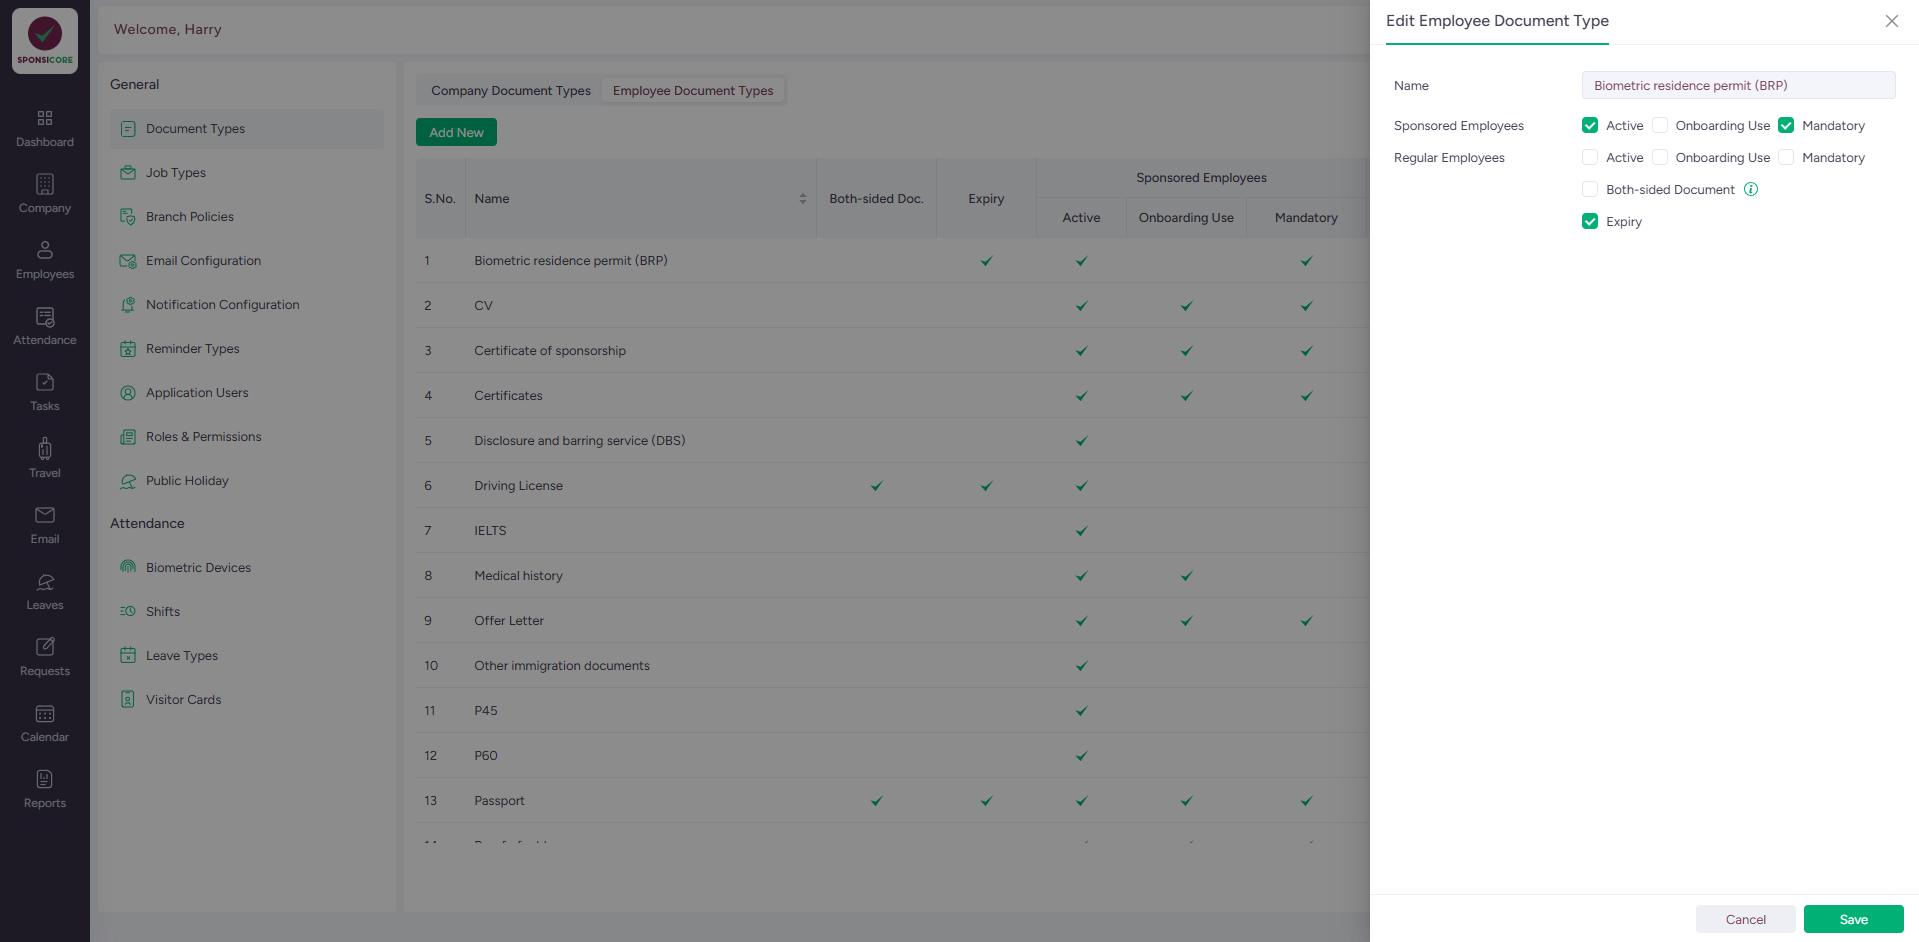 SPONSICORE
Dashboard
Company
Employees
Attendance
Tasks
Travel
Email
Leaves
Requests
Calendar
Reports
Welcome, Harry
General
Document Types
Job Types
Branch Policies
Email Configuration
Notification Configuration
Reminder Types
Application Users
Roles & Permissions
Public Holiday
Attendance
Biometric Devices
Shifts
Leave Types
Visitor Cards
Company Document Types Employee Document Types
Add New
S.No. Name Both-sided Doc. Expiry Sponsored Employees
Active Onboarding Use Mandatory
1 Biometric residence permit (BRP)
2 CV
3 Certificate of sponsorship
4 Certificates
5 Disclosure and barring service (DBS)
6 Driving License
7 IELTS
8 Medical history
9 Offer Letter
10 Other immigration documents
11 P45
12 P60
13 Passport
Edit Employee Document Type
Name Biometric residence permit (BRP)
Sponsored Employees Active Onboarding Use Mandatory
Regular Employees Active Onboarding Use Mandatory
Both-sided Document
Expiry
Cancel Save